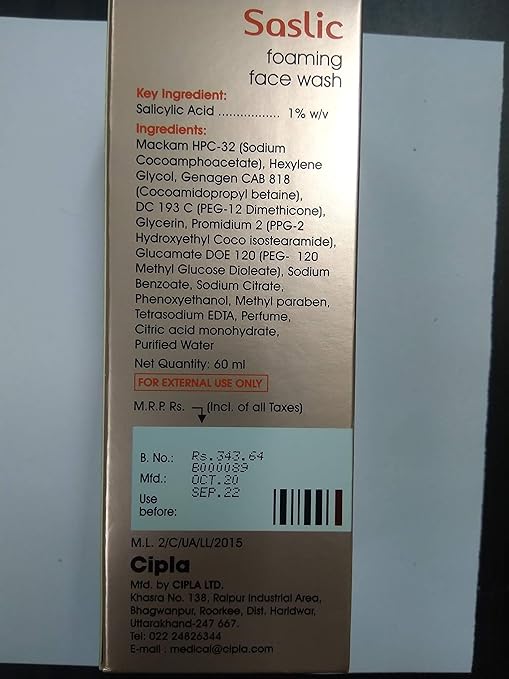 Saslic
foaming
face wash
Key Ingredient:
Salicylic Acid ................. 1% w/v
Ingredients:
Mackam HPC-32 (Sodium
Cocoamphoacetate), Hexylene
Glycol, Genagen CAB 818
(Cocoamidopropyl betaine),
DC 193 C (PEG-12 Dimethicone),
Glycerin, Promidium 2 (PPG-2
Hydroxyethyl Coco isostearamide),
Glucamate DOE 120 (PEG- 120
Methyl Glucose Dioleate), Sodium
Benzoate, Sodium Citrate,
Phenoxyethanol, Methyl paraben,
Tetrasodium EDTA, Perfume,
Citric acid monohydrate,
Purified Water
Net Quantity: 60 ml
FOR EXTERNAL USE ONLY
M.R.P. Rs. (Incl. of all Taxes)
Rs.343.64
B. No.: B000089
Mfd.: OCT.20
Use before: SEP.22
M.L. 2/C/UA/LL/2015
Cipla
Mfd. by CIPLA LTD.
Khasra No. 138, Raipur Industrial Area,
Bhagwanpur, Roorkee, Dist. Haridwar,
Uttarakhand-247 667.
Tel: 022 24826344
E-mail : medical@cipla.com